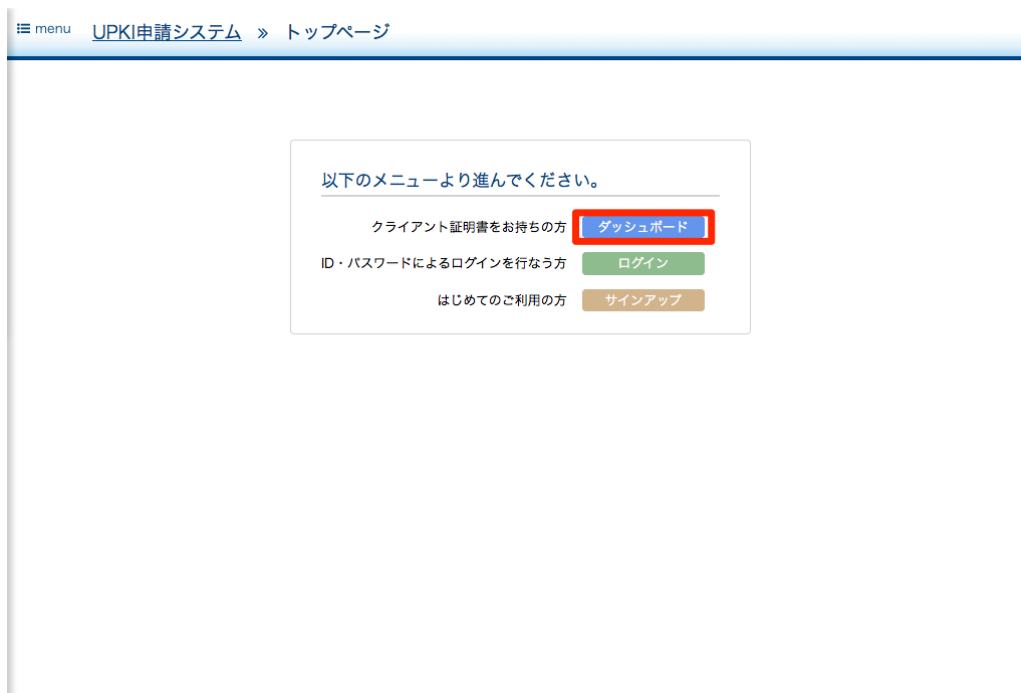 menu UPKI申請システム » トップページ
以下のメニューより進んでください。
クライアント証明書をお持ちの方 ダッシュボード
ID・パスワードによるログインを行なう方 ログイン
はじめてのご利用の方 サインアップ